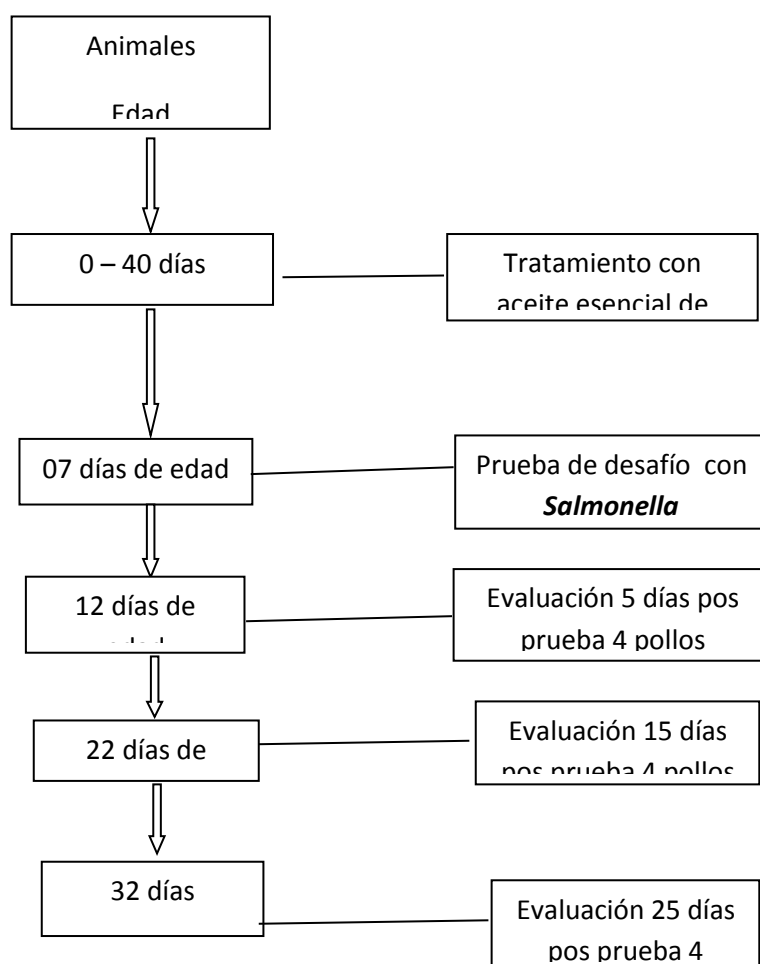 Animales
Edad
0 – 40 días
Tratamiento con
aceite esencial de
07 días de edad
Prueba de desafío con
Salmonella
12 días de
edad
Evaluación 5 días pos
prueba 4 pollos
22 días de
Evaluación 15 días
pos prueba 4 pollos
32 días
Evaluación 25 días
pos prueba 4